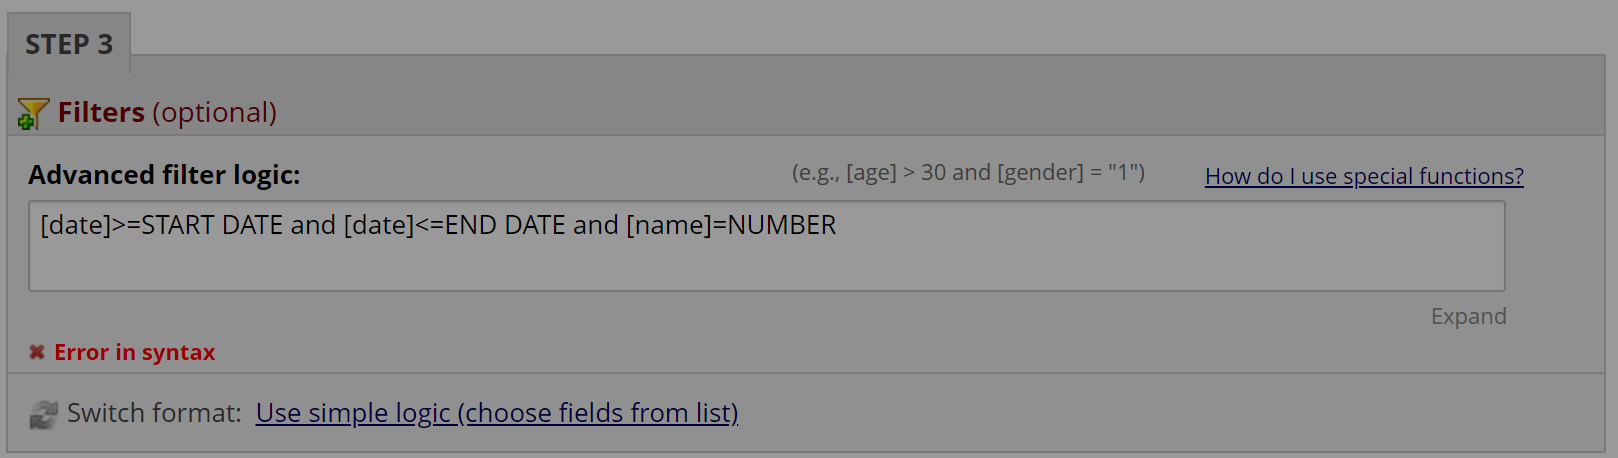 STEP 3
Filters (optional)
Advanced filter logic:
(e.g., [age] > 30 and [gender] = "1")
How do I use special functions?
[date]>=START DATE and [date]<=END DATE and [name]=NUMBER
Expand
Error in syntax
Switch format: Use simple logic (choose fields from list)